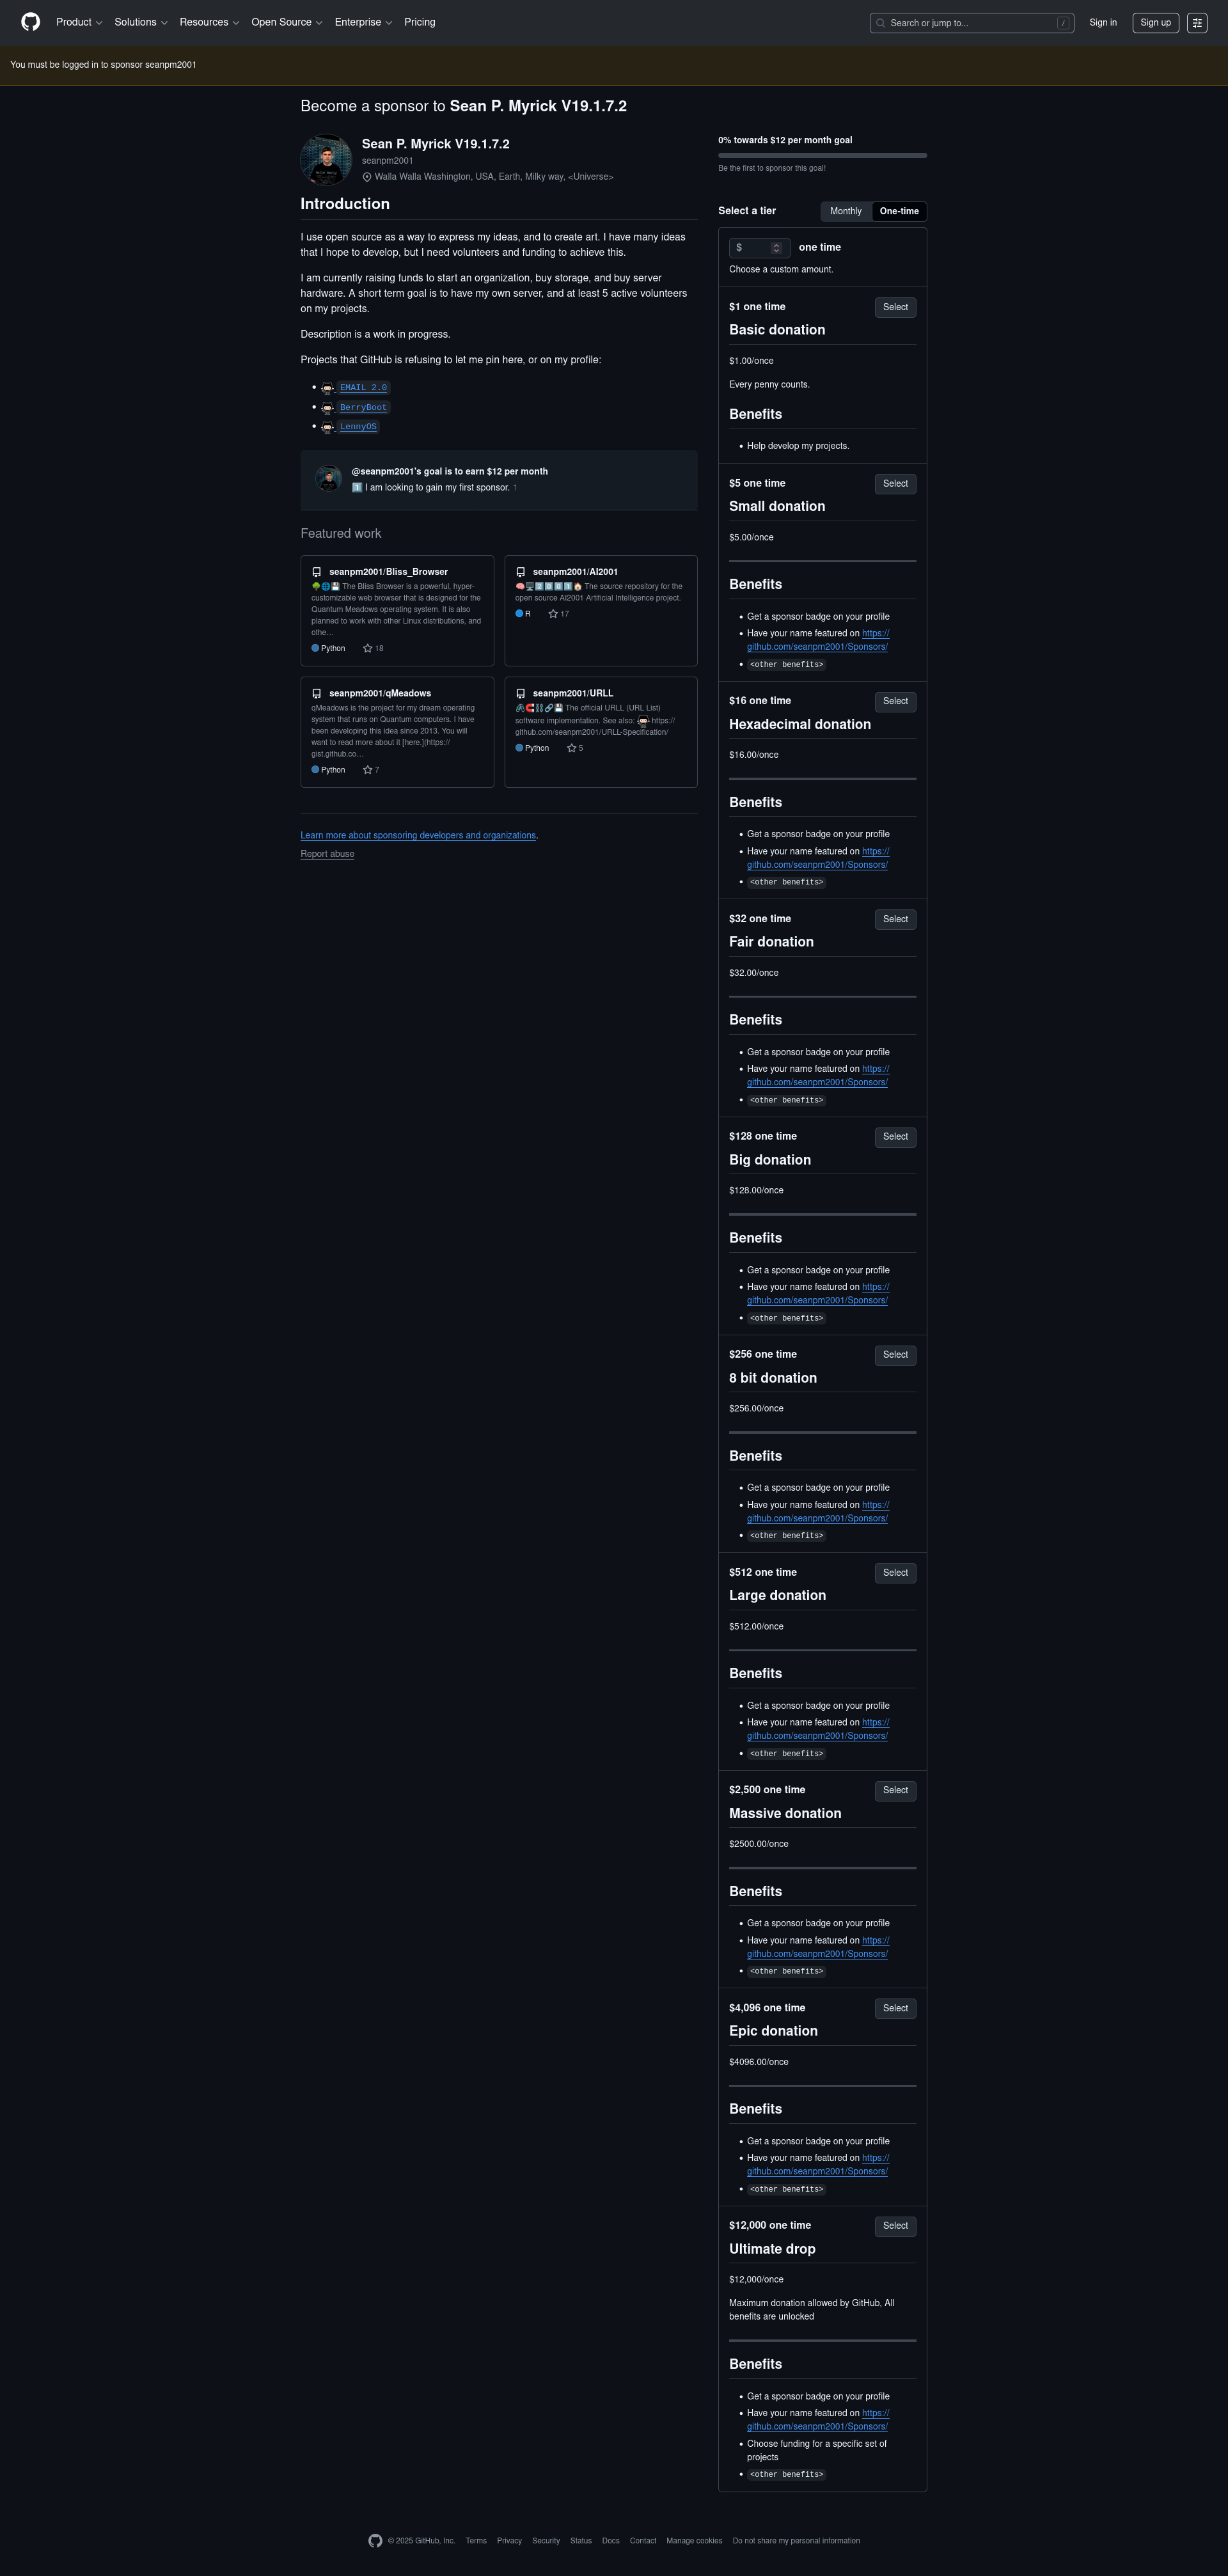 Product
Solutions
Resources
Open Source
Enterprise
Pricing
Search or jump to...
/
Sign in
Sign up
You must be logged in to sponsor seanpm2001
Become a sponsor to Sean P. Myrick V19.1.7.2
Sean P. Myrick V19.1.7.2
seanpm2001
Walla Walla Washington, USA, Earth, Milky way, <Universe>
Introduction
I use open source as a way to express my ideas, and to create art. I have many ideas
that I hope to develop, but I need volunteers and funding to achieve this.
I am currently raising funds to start an organization, buy storage, and buy server
hardware. A short term goal is to have my own server, and at least 5 active volunteers
on my projects.
Description is a work in progress.
Projects that GitHub is refusing to let me pin here, or on my profile:
EMAIL 2.0
BerryBoot
LennyOS
@seanpm2001's goal is to earn $12 per month
1️⃣ I am looking to gain my first sponsor. 1
Featured work
seanpm2001/Bliss_Browser
🌳🌐💾 The Bliss Browser is a powerful, hyper-
customizable web browser that is designed for the
Quantum Meadows operating system. It is also
planned to work with other Linux distributions, and
othe…
Python
18
seanpm2001/AI2001
🧠🖥️2️⃣0️⃣0️⃣1️⃣🏠 The source repository for the
open source AI2001 Artificial Intelligence project.
R
17
seanpm2001/qMeadows
qMeadows is the project for my dream operating
system that runs on Quantum computers. I have
been developing this idea since 2013. You will
want to read more about it [here.](https://
gist.github.co…
Python
7
seanpm2001/URLL
🖇️🧲⛓️🔗💾 The official URLL (URL List)
software implementation. See also: https://
github.com/seanpm2001/URLL-Specification/
Python
5
Learn more about sponsoring developers and organizations.
Report abuse
0% towards $12 per month goal
Be the first to sponsor this goal!
Select a tier
Monthly
One-time
$
one time
Choose a custom amount.
$1 one time
Select
Basic donation
$1.00/once
Every penny counts.
Benefits
• Help develop my projects.
$5 one time
Select
Small donation
$5.00/once
Benefits
• Get a sponsor badge on your profile
• Have your name featured on https://
github.com/seanpm2001/Sponsors/
• <other benefits>
$16 one time
Select
Hexadecimal donation
$16.00/once
Benefits
• Get a sponsor badge on your profile
• Have your name featured on https://
github.com/seanpm2001/Sponsors/
• <other benefits>
$32 one time
Select
Fair donation
$32.00/once
Benefits
• Get a sponsor badge on your profile
• Have your name featured on https://
github.com/seanpm2001/Sponsors/
• <other benefits>
$128 one time
Select
Big donation
$128.00/once
Benefits
• Get a sponsor badge on your profile
• Have your name featured on https://
github.com/seanpm2001/Sponsors/
• <other benefits>
$256 one time
Select
8 bit donation
$256.00/once
Benefits
• Get a sponsor badge on your profile
• Have your name featured on https://
github.com/seanpm2001/Sponsors/
• <other benefits>
$512 one time
Select
Large donation
$512.00/once
Benefits
• Get a sponsor badge on your profile
• Have your name featured on https://
github.com/seanpm2001/Sponsors/
• <other benefits>
$2,500 one time
Select
Massive donation
$2500.00/once
Benefits
• Get a sponsor badge on your profile
• Have your name featured on https://
github.com/seanpm2001/Sponsors/
• <other benefits>
$4,096 one time
Select
Epic donation
$4096.00/once
Benefits
• Get a sponsor badge on your profile
• Have your name featured on https://
github.com/seanpm2001/Sponsors/
• <other benefits>
$12,000 one time
Select
Ultimate drop
$12,000/once
Maximum donation allowed by GitHub, All
benefits are unlocked
Benefits
• Get a sponsor badge on your profile
• Have your name featured on https://
github.com/seanpm2001/Sponsors/
• Choose funding for a specific set of
projects
• <other benefits>
© 2025 GitHub, Inc.
Terms
Privacy
Security
Status
Docs
Contact
Manage cookies
Do not share my personal information